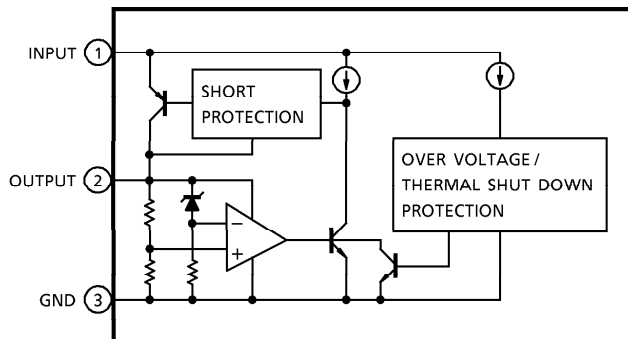 INPUT 1
SHORT
PROTECTION
OUTPUT 2
OVER VOLTAGE /
THERMAL SHUT DOWN
PROTECTION
−
+
GND 3